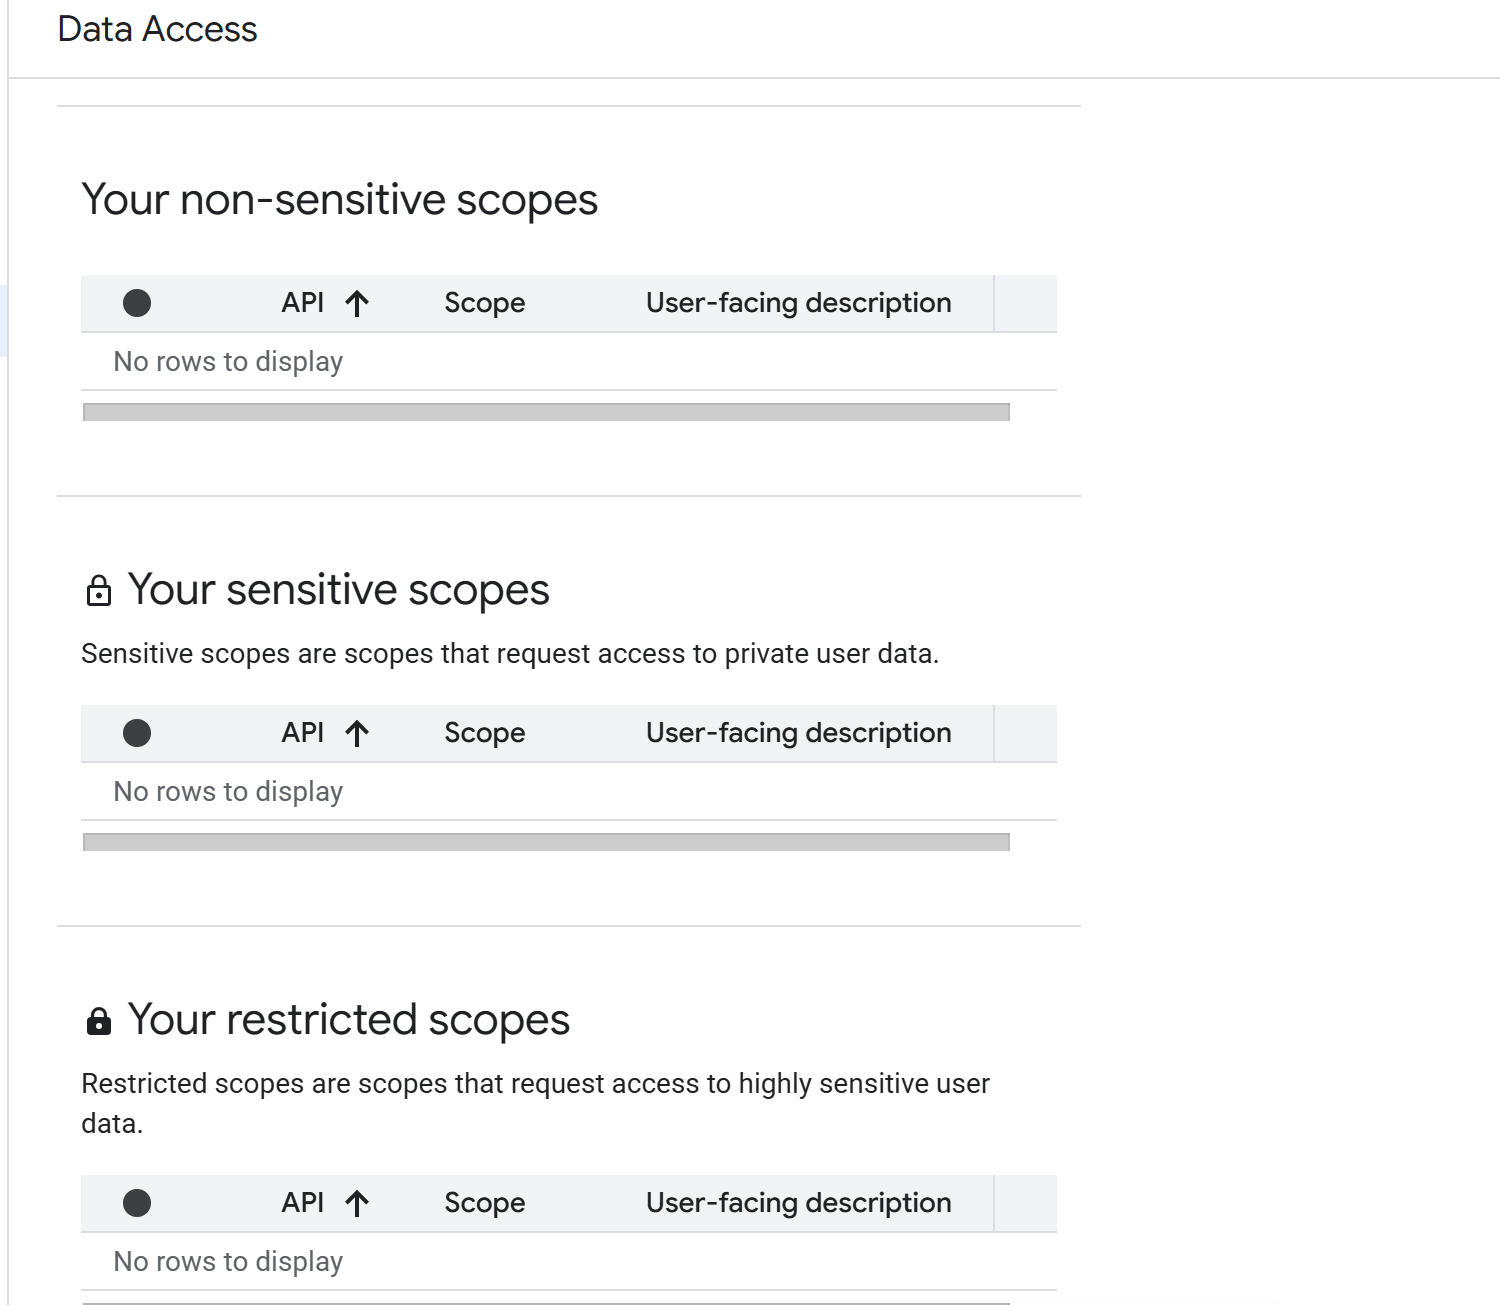 Data Access
Your non-sensitive scopes
API Scope User-facing description
No rows to display
Your sensitive scopes
Sensitive scopes are scopes that request access to private user data.
API Scope User-facing description
No rows to display
Your restricted scopes
Restricted scopes are scopes that request access to highly sensitive user
data.
API Scope User-facing description
No rows to display